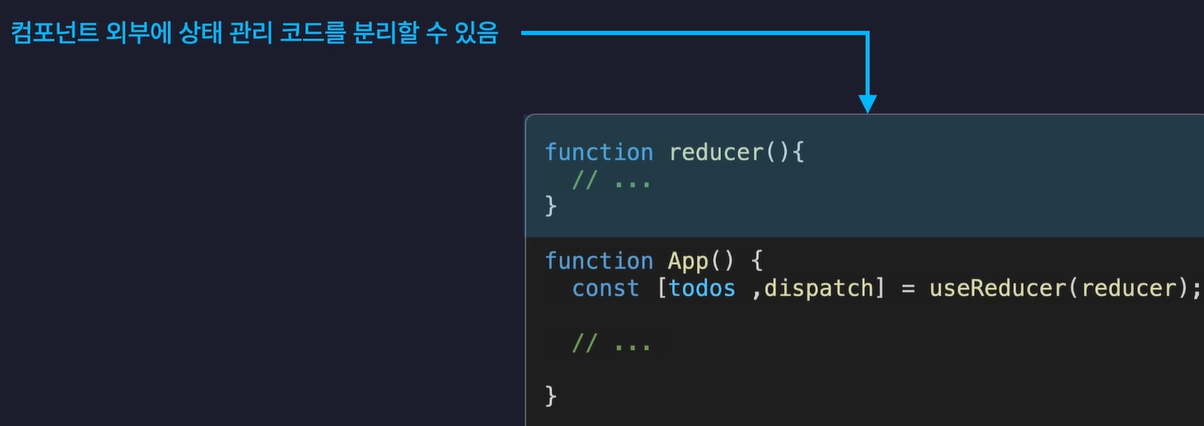 컴포넌트 외부에 상태 관리 코드를 분리할 수 있음
function reducer(){
  // ...
}
function App() {
  const [todos ,dispatch] = useReducer(reducer);
  // ...
}